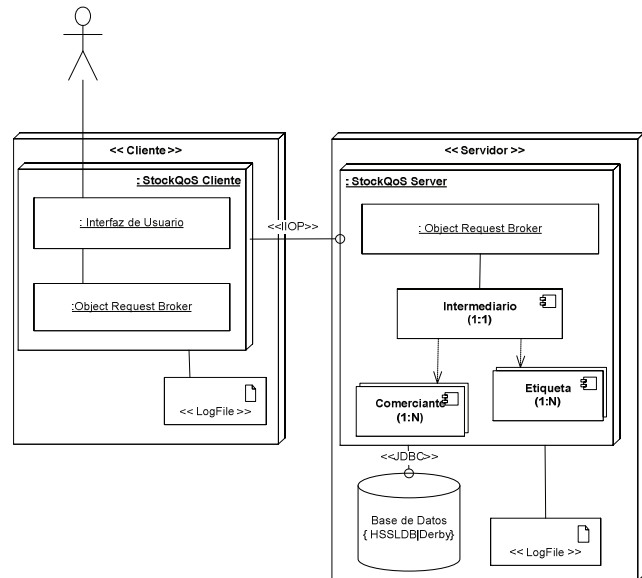 << Cliente >>
: StockQoS Cliente
: Interfaz de Usuario
:Object Request Broker
<< LogFile >>
<<IIOP>>
<< Servidor >>
: StockQoS Server
: Object Request Broker
Intermediario
(1:1)
Comerciante
(1:N)
Etiqueta
(1:N)
<<JDBC>>
Base de Datos
{ HSSLDB|Derby}
<< LogFile >>